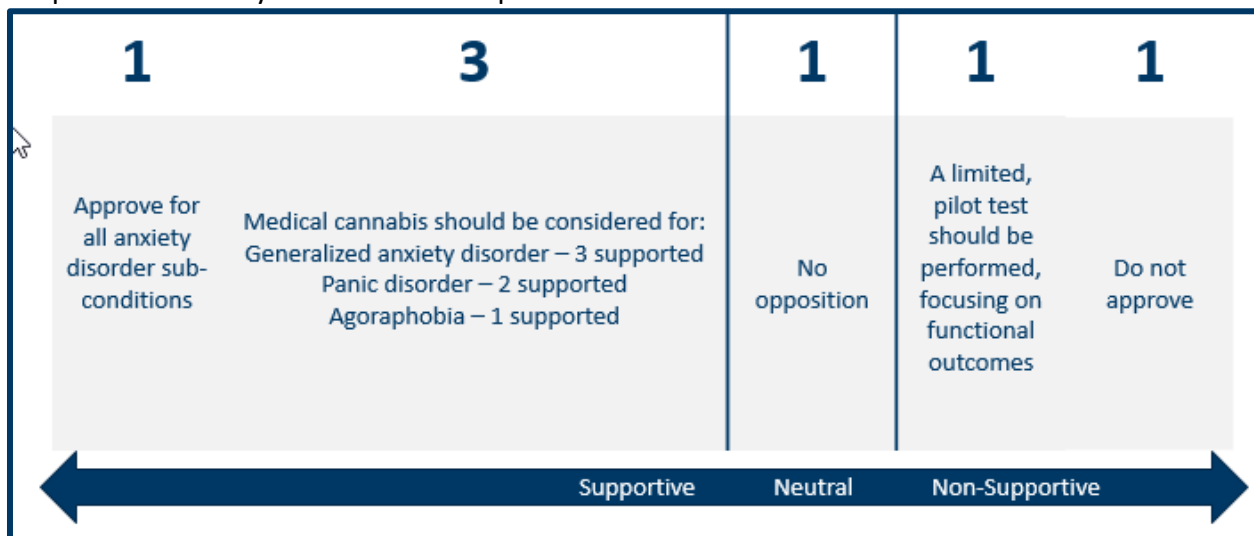 1
3
1
1
1
Approve for
all anxiety
disorder sub-
conditions
Medical cannabis should be considered for:
Generalized anxiety disorder – 3 supported
Panic disorder – 2 supported
Agoraphobia – 1 supported
No
opposition
A limited,
pilot test
should be
performed,
focusing on
functional
outcomes
Do not
approve
Supportive
Neutral
Non-Supportive